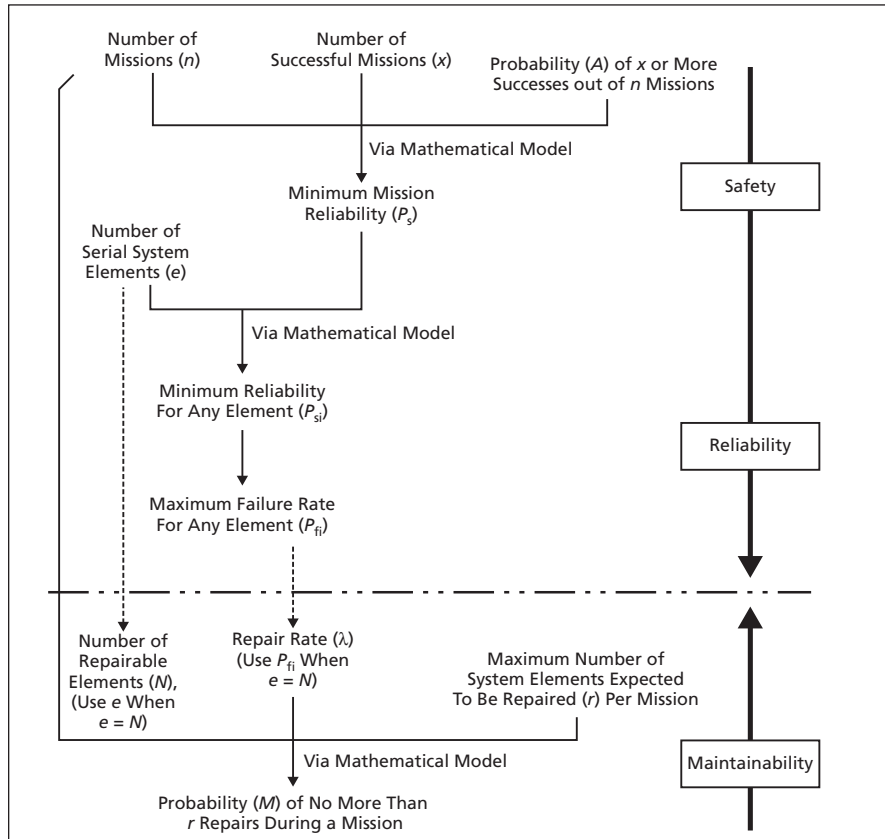 Number of
Missions (n)
Number of
Successful Missions (x)
Probability (A) of x or More
Successes out of n Missions
Via Mathematical Model
Safety
Minimum Mission
Reliability (Ps)
Number of
Serial System
Elements (e)
Via Mathematical Model
Minimum Reliability
For Any Element (Psi)
Reliability
Maximum Failure Rate
For Any Element (Pfi)
Number of
Repairable
Elements (N),
(Use e When
e = N)
Repair Rate (λ)
(Use Pfi When
e = N)
Maximum Number of
System Elements Expected
To Be Repaired (r) Per Mission
Via Mathematical Model
Maintainability
Probability (M) of No More Than
r Repairs During a Mission